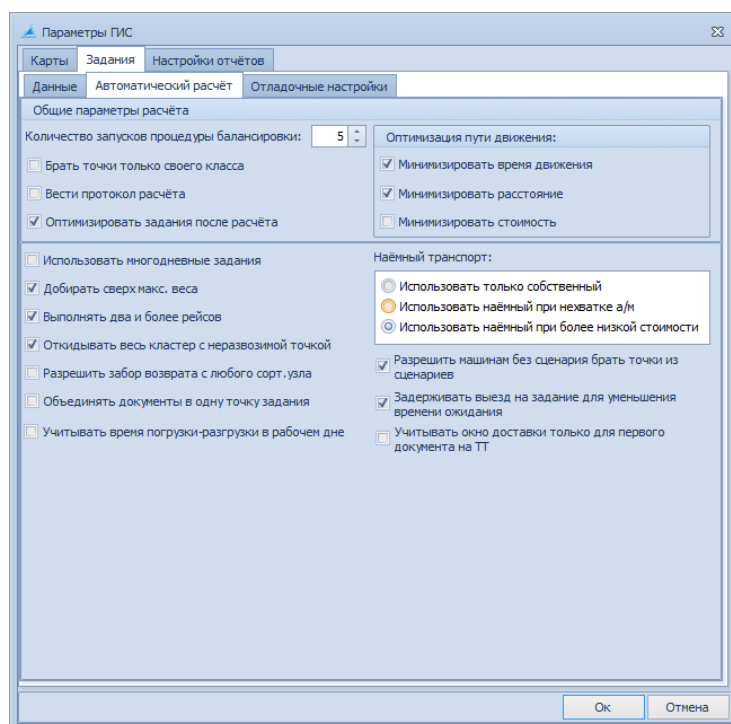 Параметры ГИС
Карты Задания Настройки отчётов
Данные Автоматический расчёт Отладочные настройки
Общие параметры расчёта
Количество запусков процедуры балансировки: 5
Брать точки только своего класса
Вести протокол расчёта
Оптимизировать задания после расчёта
Оптимизация пути движения:
Минимизировать время движения
Минимизировать расстояние
Минимизировать стоимость
Использовать многодневные задания
Добирать сверх макс. веса
Выполнять два и более рейсов
Откидывать весь кластер с неразвозимой точкой
Разрешить забор возврата с любого сорт.узла
Объединять документы в одну точку задания
Учитывать время погрузки-разгрузки в рабочем дне
Наёмный транспорт:
Использовать только собственный
Использовать наёмный при нехватке а/м
Использовать наёмный при более низкой стоимости
Разрешить машинам без сценария брать точки из
сценариев
Задерживать выезд на задание для уменьшения
времени ожидания
Учитывать окно доставки только для первого
документа на ТТ
Ок Отмена